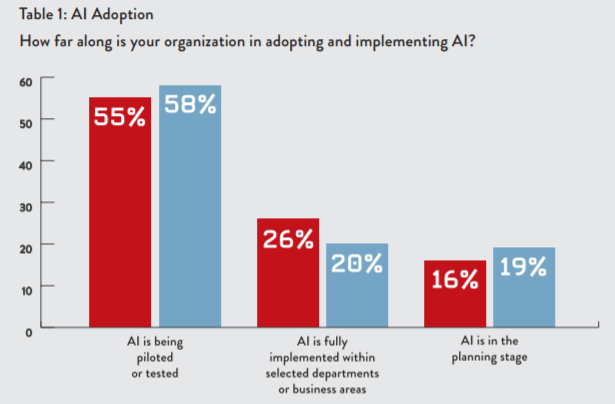 Table 1: AI Adoption
How far along is your organization in adopting and implementing AI?
60
50
40
30
20
10
0
55%
58%
26%
20%
16%
19%
AI is being
piloted
or tested
AI is fully
implemented within
selected departments
or business areas
AI is in the
planning stage